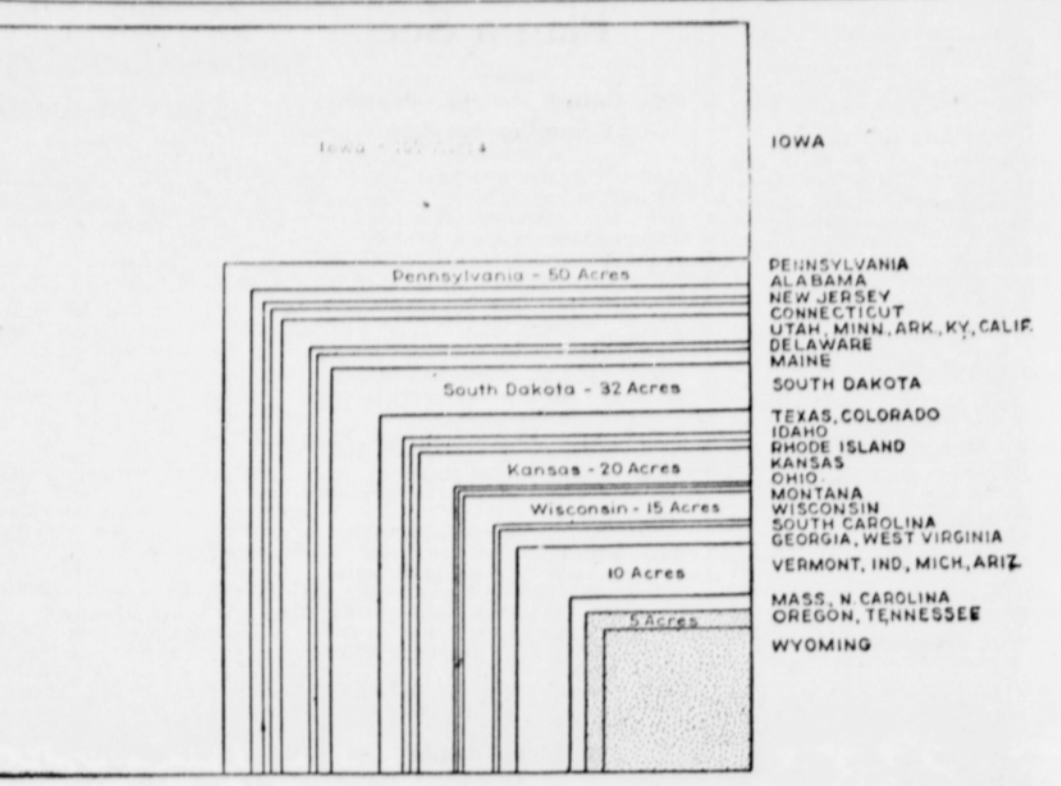 IOWA
Iowa -
PENNSYLVANIA
Pennsylvania - 50 Acres
ALABAMA
NEW JERSEY
CONNECTICUT
UTAH, MINN., ARK., KY, CALIF.
DELAWARE
MAINE
SOUTH DAKOTA
South Dakota - 32 Acres
TEXAS, COLORADO
IDAHO
RHODE ISLAND
KANSAS
Kansas - 20 Acres
OHIO
MONTANA
WISCONSIN
Wisconsin - 15 Acres
SOUTH CAROLINA
GEORGIA, WEST VIRGINIA
VERMONT, IND., MICH., ARIZ.
10 Acres
MASS., N. CAROLINA
OREGON, TENNESSEE
5 Acres
WYOMING